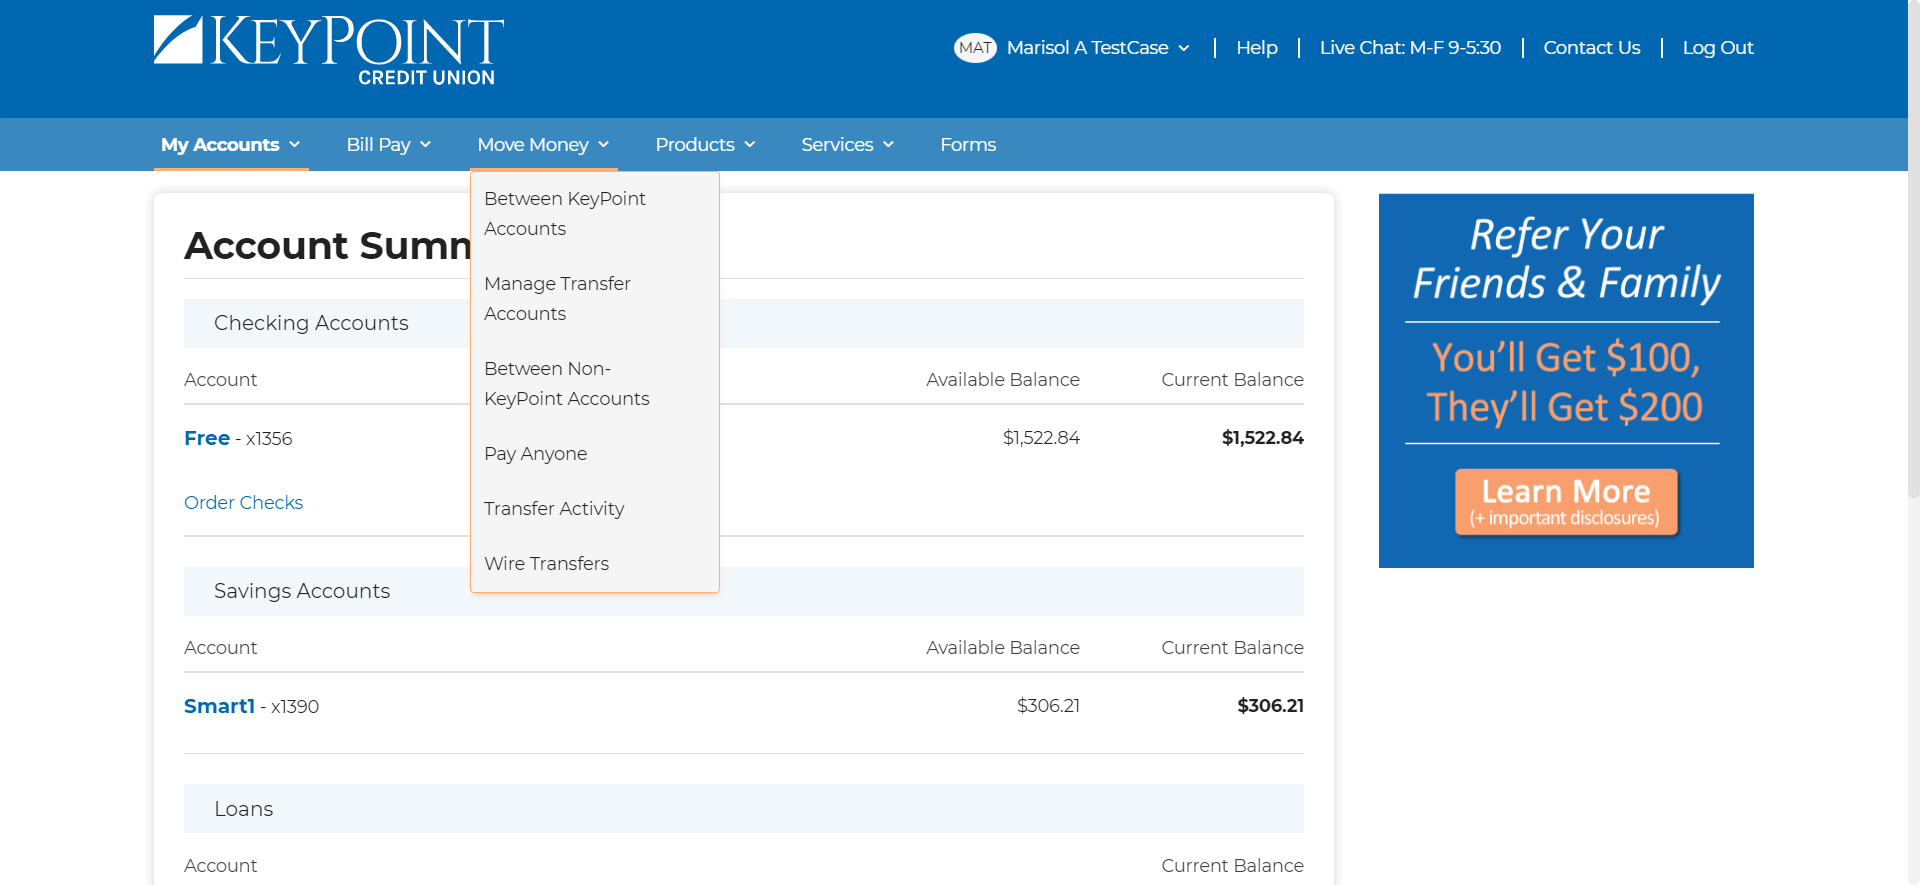 KEYPOINT
CREDIT UNION
MAT Marisol A TestCase Help Live Chat: M-F 9-5:30 Contact Us Log Out
My Accounts Bill Pay Move Money Products Services Forms
Between KeyPoint
Accounts
Manage Transfer
Accounts
Between Non-
KeyPoint Accounts
Pay Anyone
Transfer Activity
Wire Transfers
Account Summ
Checking Accounts
Account Available Balance Current Balance
Free - x1356 $1,522.84 $1,522.84
Order Checks
Savings Accounts
Account Available Balance Current Balance
Smart1 - x1390 $306.21 $306.21
Loans
Account Current Balance
Refer Your
Friends & Family
You'll Get $100,
They'll Get $200
Learn More
(+ important disclosures)